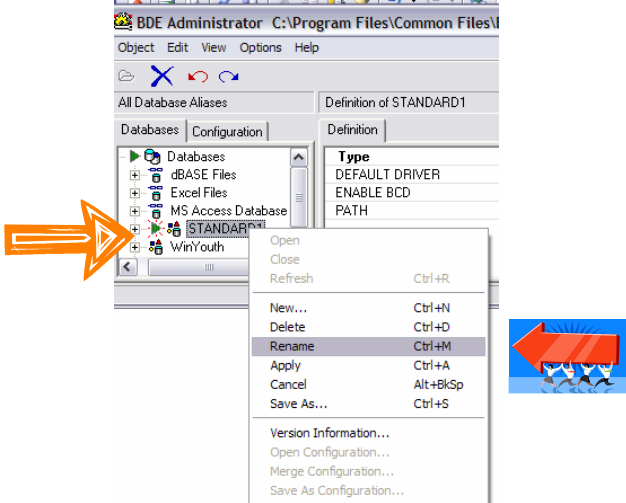 BDE Administrator C:\Program Files\Common Files\
Object Edit View Options Help
All Database Aliases Definition of STANDARD1
Databases Configuration Definition
Databases Type
dBASE Files DEFAULT DRIVER
Excel Files ENABLE BCD
MS Access Database PATH
STANDARD1
WinYouth
Open
Close
Refresh Ctrl+R
New... Ctrl+N
Delete Ctrl+D
Rename Ctrl+M
Apply Ctrl+A
Cancel Alt+BkSp
Save As... Ctrl+S
Version Information...
Open Configuration...
Merge Configuration...
Save As Configuration...